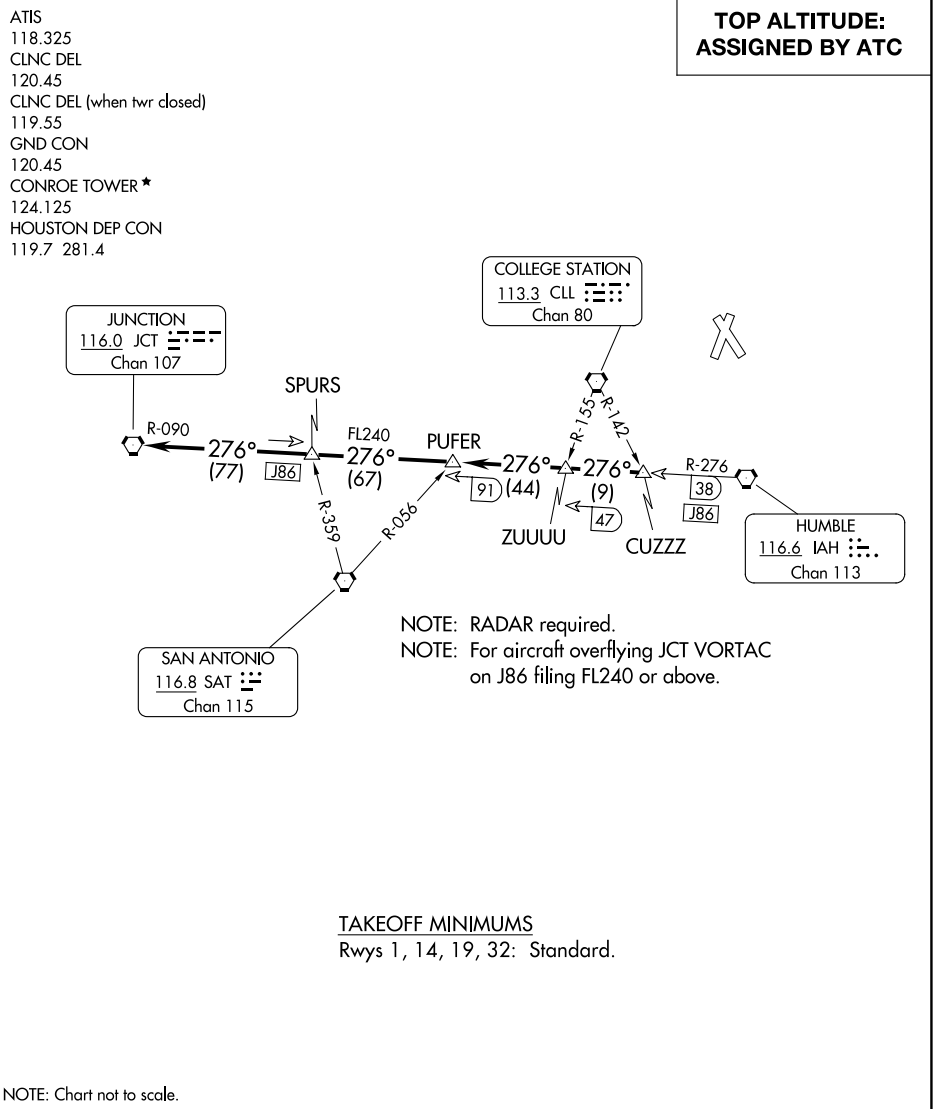 ATIS
118.325
CLNC DEL
120.45
CLNC DEL (when twr closed)
119.55
GND CON
120.45
CONROE TOWER ★
124.125
HOUSTON DEP CON
119.7 281.4
TOP ALTITUDE:
ASSIGNED BY ATC
COLLEGE STATION
113.3 CLL
Chan 80
JUNCTION
116.0 JCT
Chan 107
SPURS
R-090
276°
(77)
J86
FL240
276°
(67)
PUFER
91
276°
(44)
R-155
R-142
276°
(9)
47
ZUUUU
CUZZZ
R-276
38
J86
HUMBLE
116.6 IAH
Chan 113
R-359
R-056
SAN ANTONIO
116.8 SAT
Chan 115
NOTE: RADAR required.
NOTE: For aircraft overflying JCT VORTAC
on J86 filing FL240 or above.
TAKEOFF MINIMUMS
Rwys 1, 14, 19, 32: Standard.
NOTE: Chart not to scale.